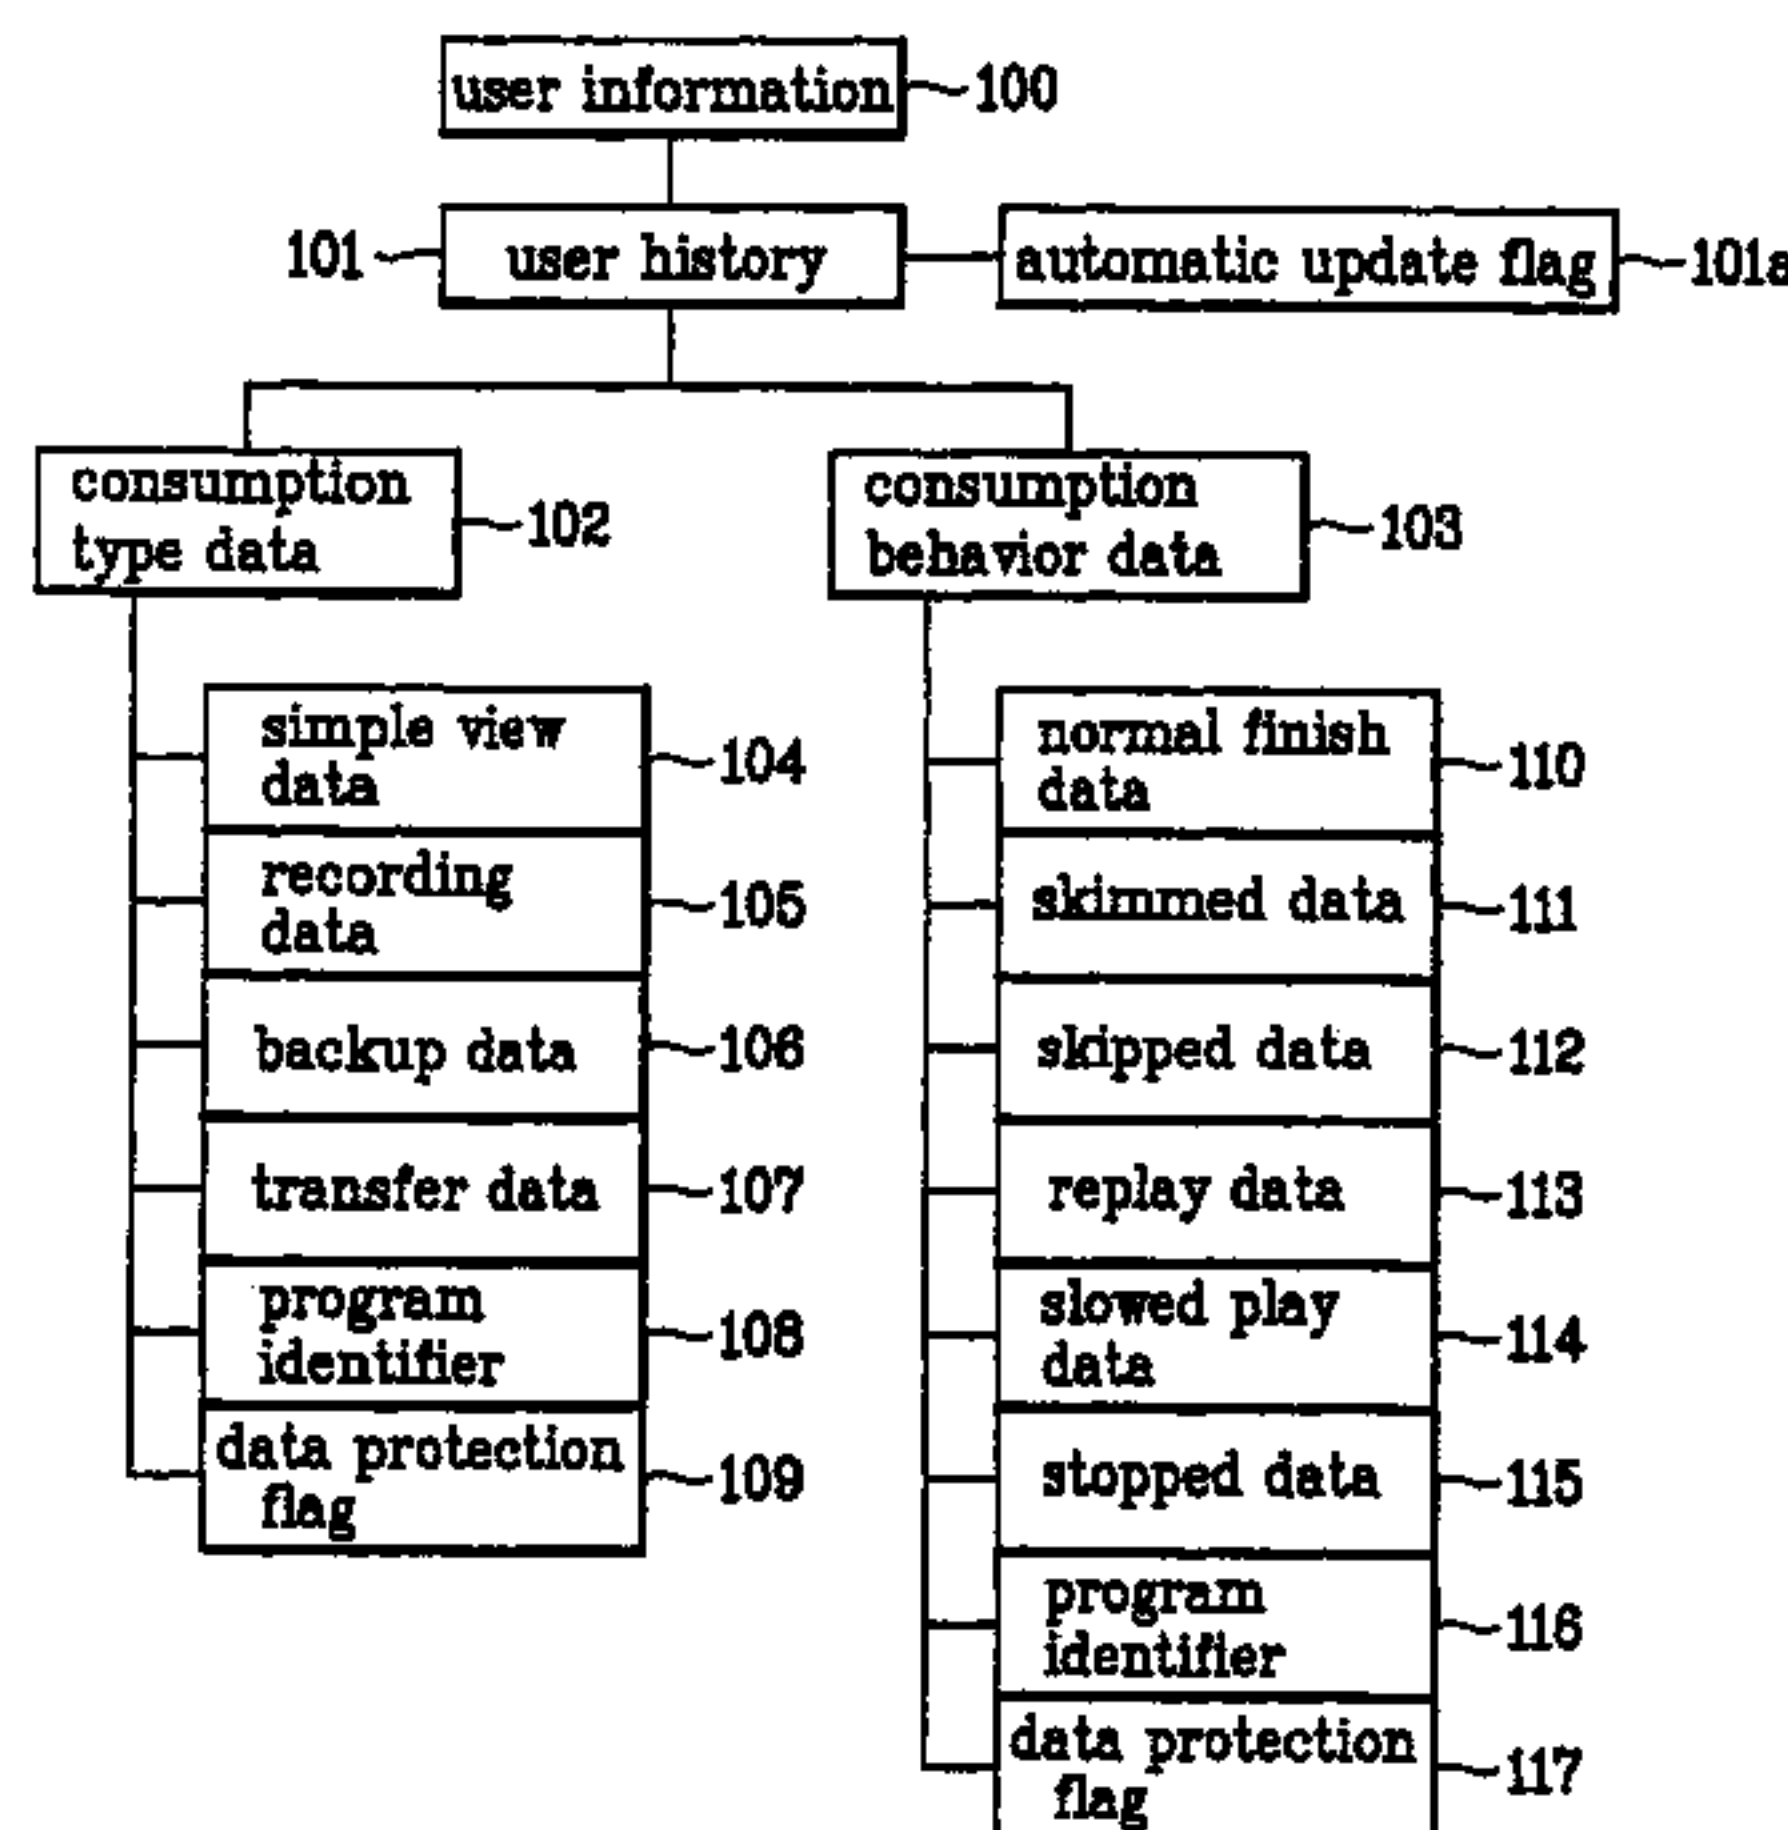 user information 100
101 user history automatic update flag 101a
consumption
type data
102
consumption
behavior data
103
simple view
data
104
recording
data
105
backup data 106
transfer data 107
program
identifier
108
data protection
flag
109
normal finish
data
110
skimmed data 111
skipped data 112
replay data 113
slowed play
data
114
stopped data 115
program
identifier
116
data protection
flag
117